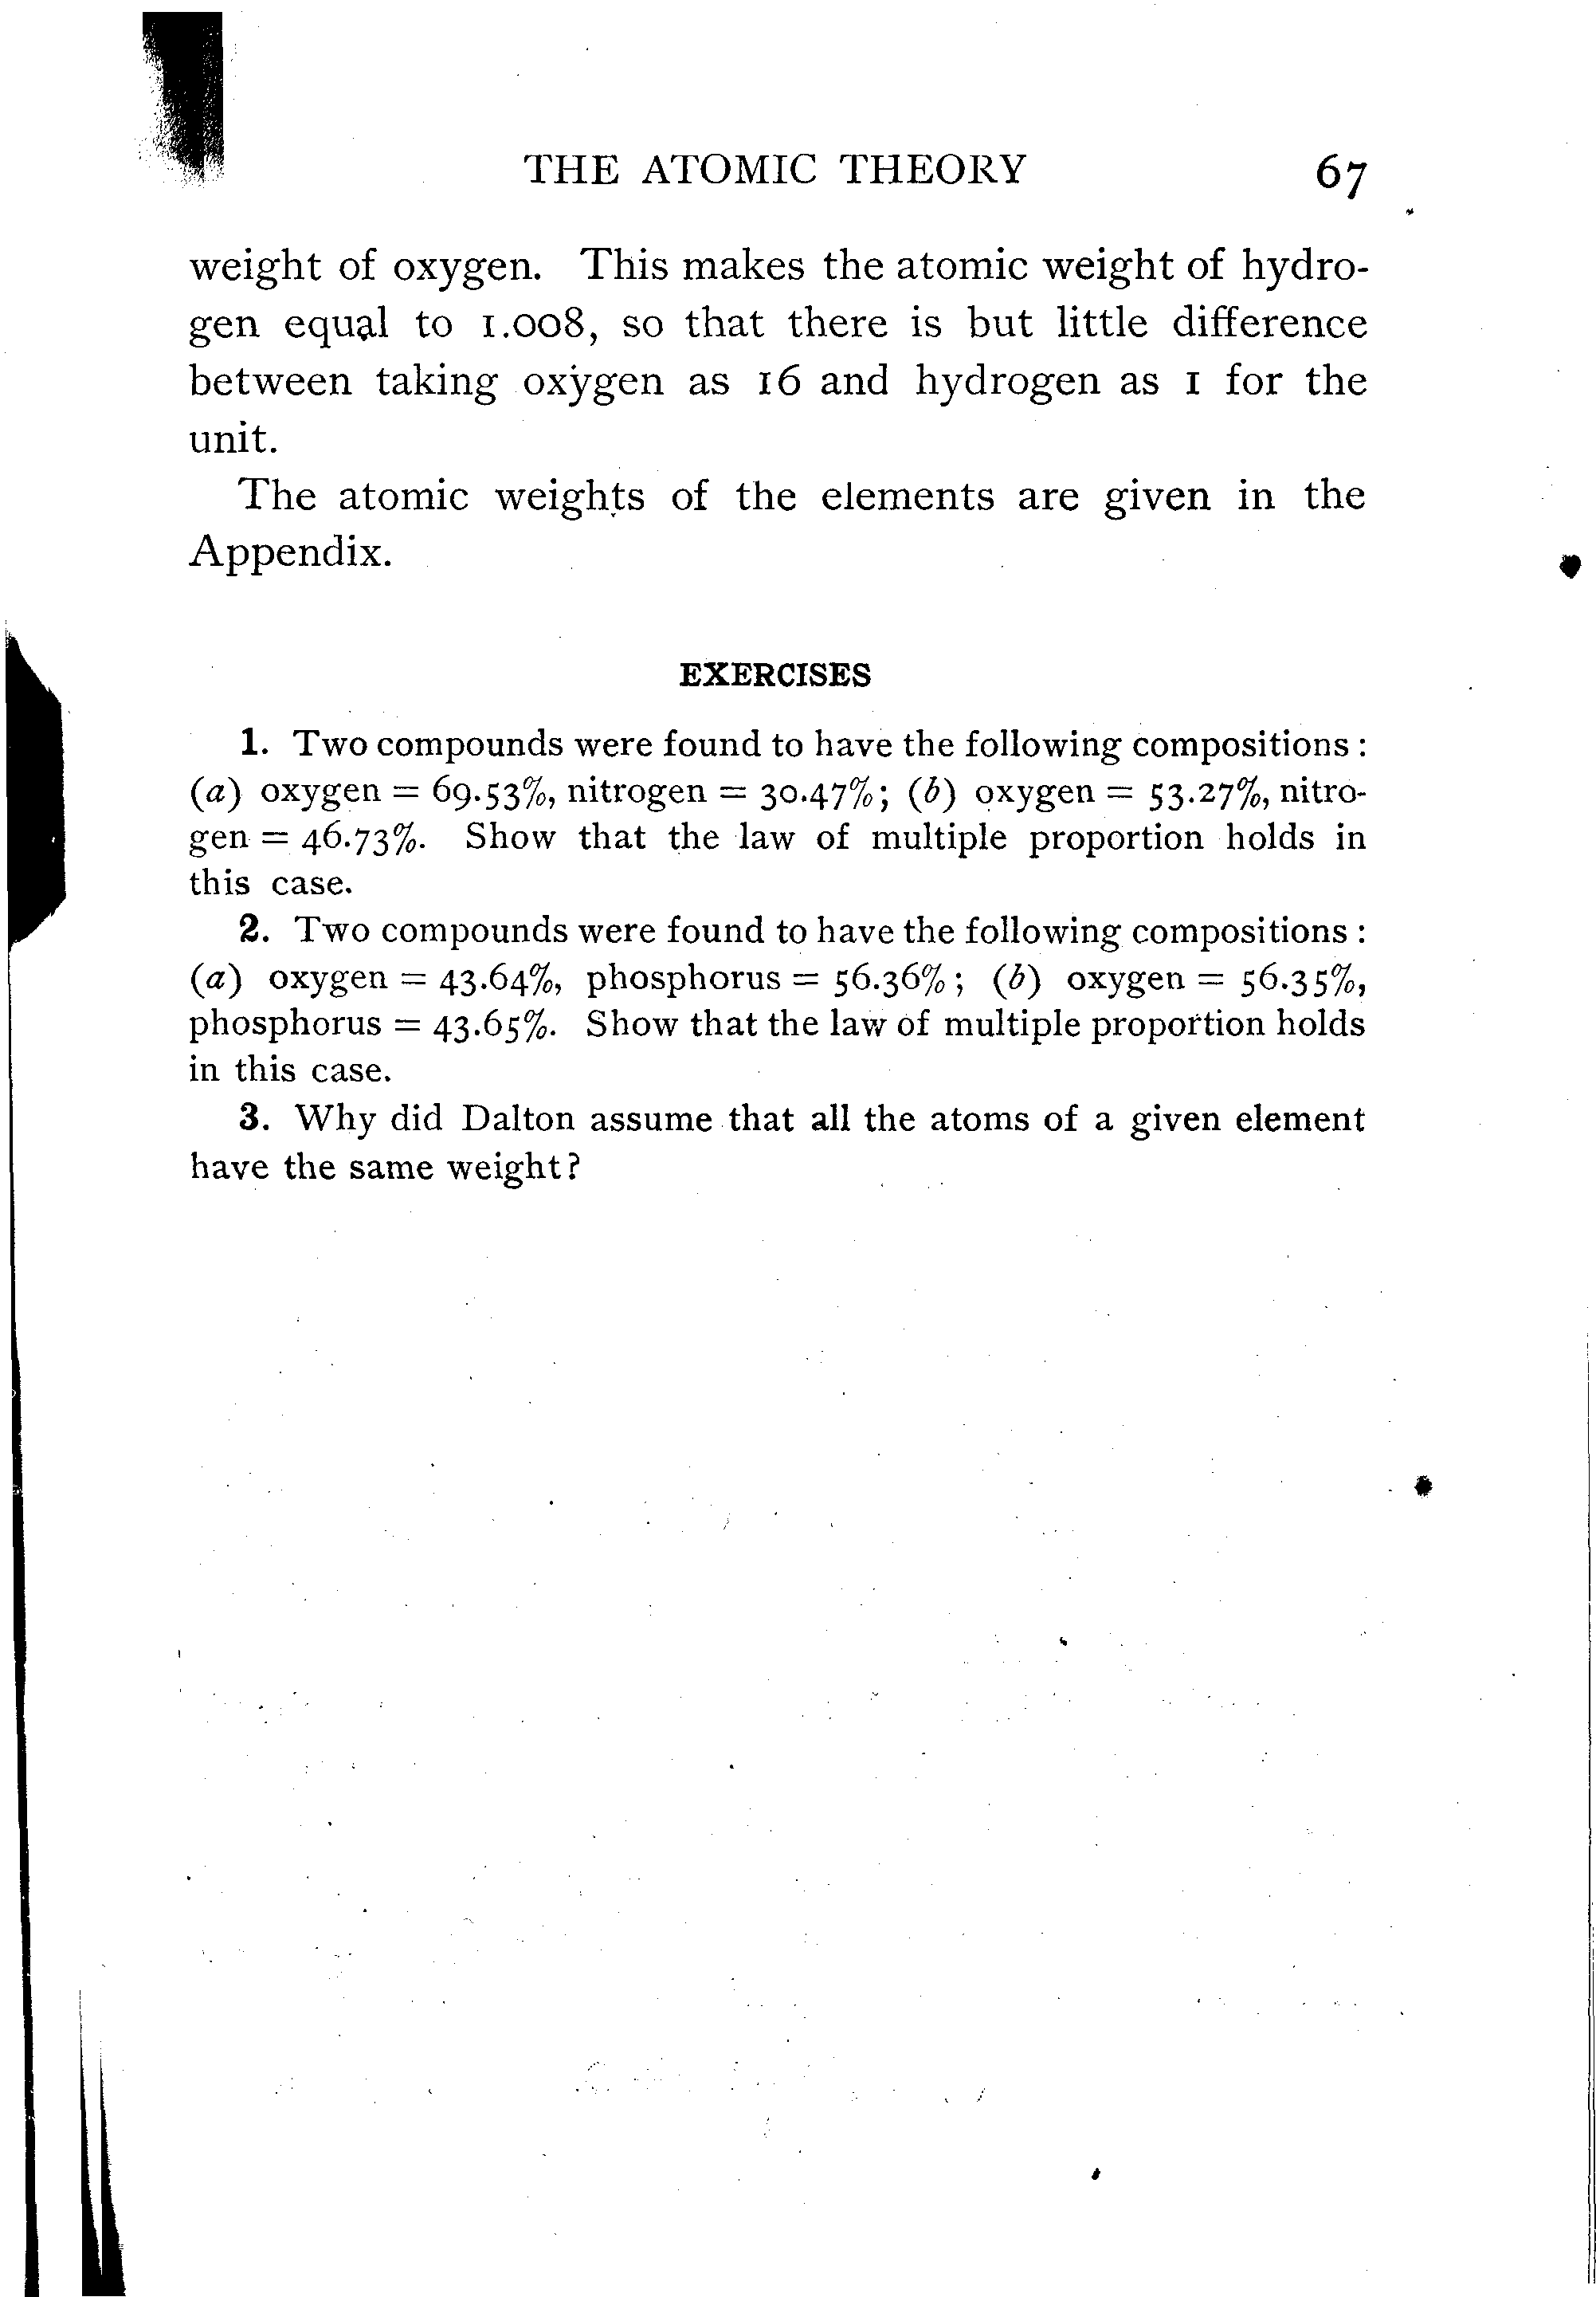 THE ATOMIC THEORY 67
weight of oxygen. This makes the atomic weight of hydro-
gen equal to 1.008, so that there is but little difference
between taking oxygen as 16 and hydrogen as 1 for the
unit.
The atomic weights of the elements are given in the
Appendix.
EXERCISES
1. Two compounds were found to have the following compositions :
(a) oxygen = 69.53%, nitrogen = 30.47%; (b) oxygen = 53.27%, nitro-
gen = 46.73%. Show that the law of multiple proportion holds in
this case.
2. Two compounds were found to have the following compositions :
(a) oxygen = 43.64%, phosphorus = 56.36%; (b) oxygen = 56.35%,
phosphorus = 43.65%. Show that the law of multiple proportion holds
in this case.
3. Why did Dalton assume that all the atoms of a given element
have the same weight?